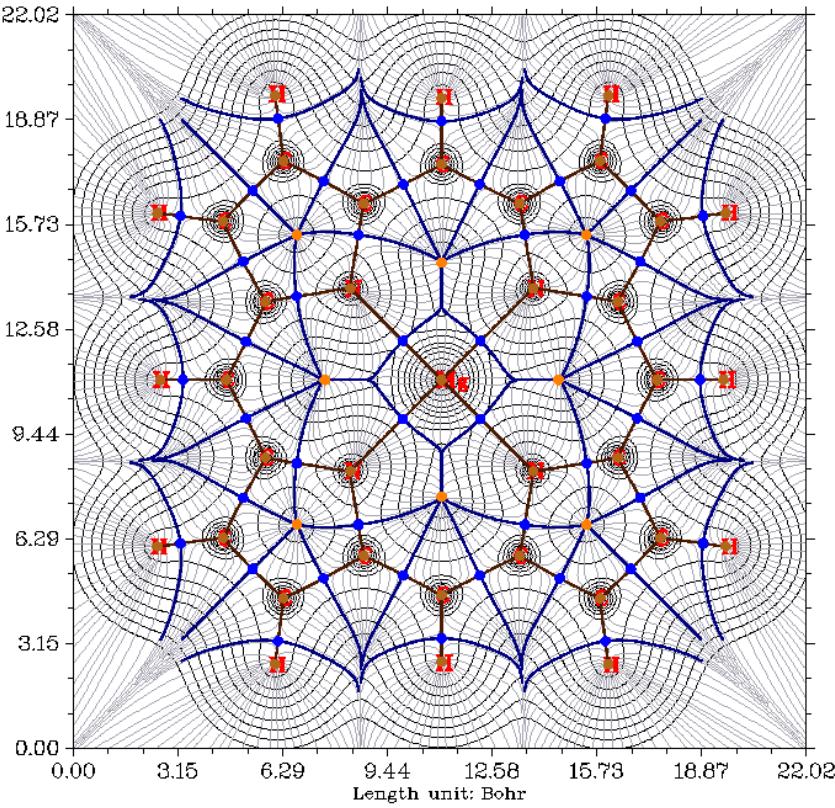 22.02
H H H
18.87
H H
15.73
N N
12.58
H Mg H
9.44
N N
6.29
H H
3.15
H H H
0.00
0.00 3.15 6.29 9.44 12.58 15.73 18.87 22.02
Length unit: Bohr